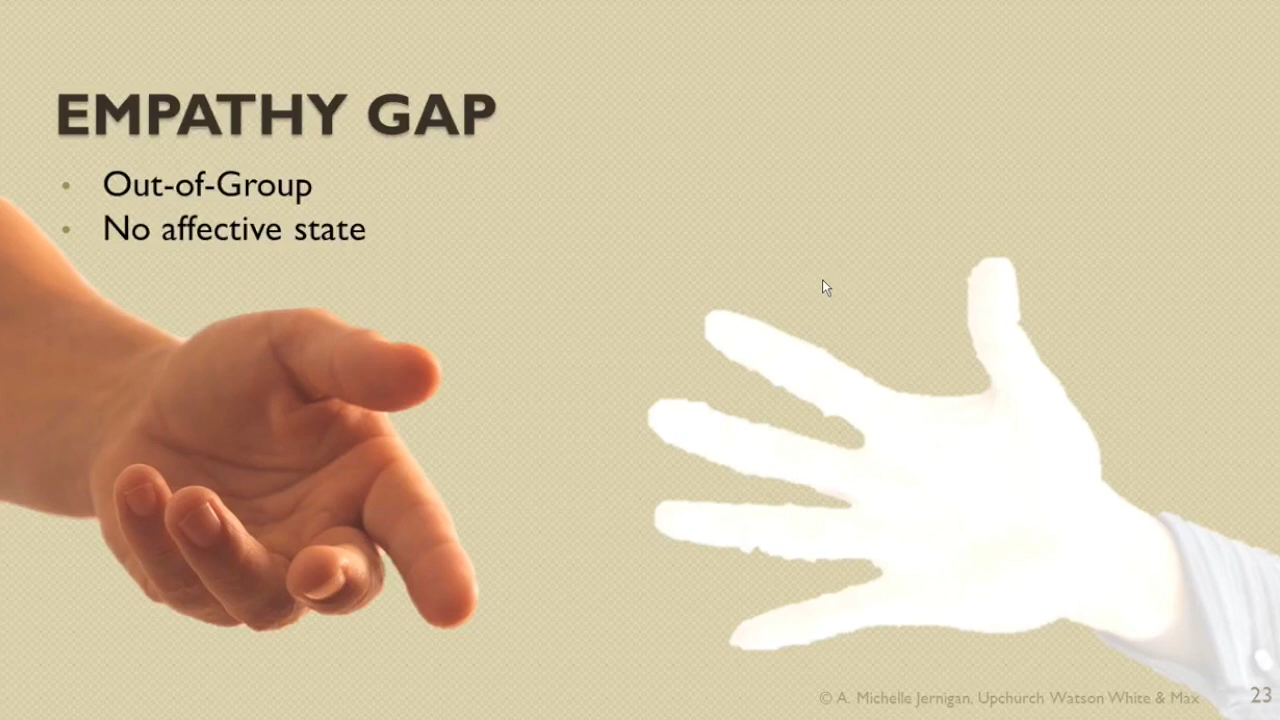 EMPATHY GAP
• Out-of-Group
• No affective state
© A. Michelle Jernigan, Upchurch Watson White & Max
23